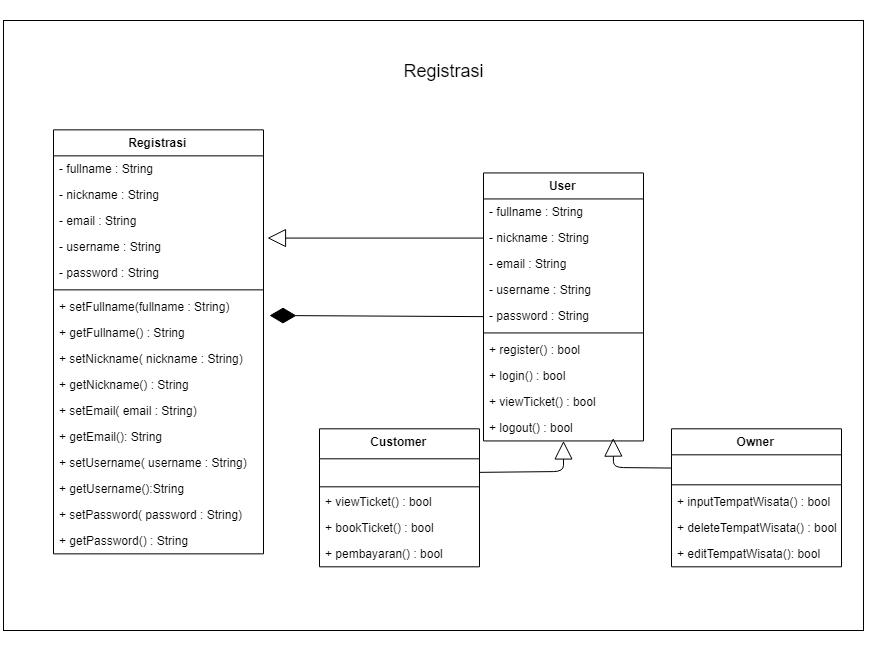 Registrasi
Registrasi
- fullname : String
- nickname : String
- email : String
- username : String
- password : String
+ setFullname(fullname : String)
+ getFullname() : String
+ setNickname( nickname : String)
+ getNickname() : String
+ setEmail( email : String)
+ getEmail(): String
+ setUsername( username : String)
+ getUsername():String
+ setPassword( password : String)
+ getPassword() : String
User
- fullname : String
- nickname : String
- email : String
- username : String
- password : String
+ register() : bool
+ login() : bool
+ viewTicket() : bool
+ logout() : bool
Customer
+ viewTicket() : bool
+ bookTicket() : bool
+ pembayaran() : bool
Owner
+ inputTempatWisata() : bool
+ deleteTempatWisata() : bool
+ editTempatWisata(): bool